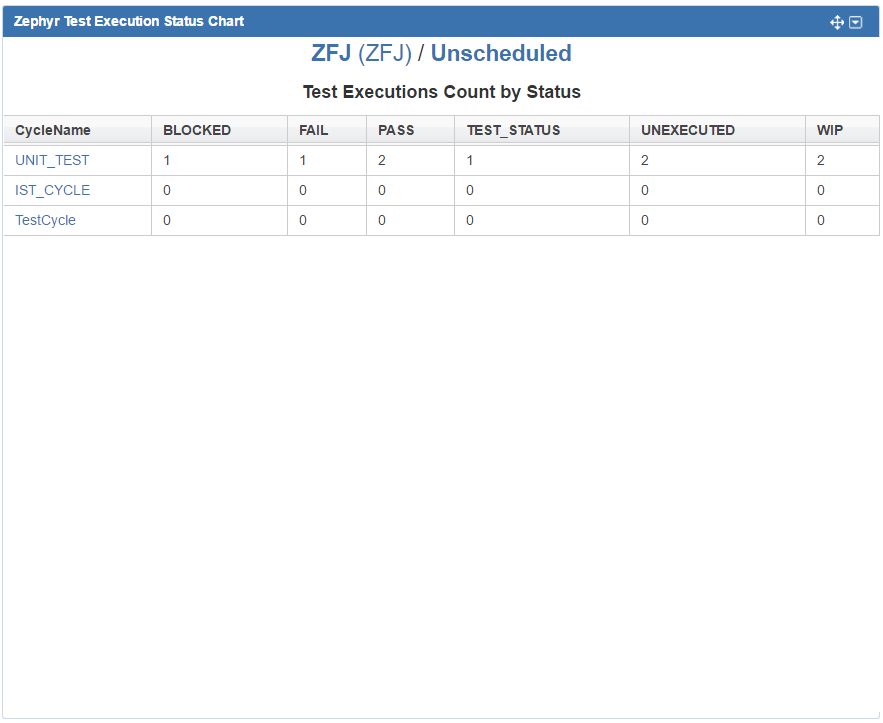 Zephyr Test Execution Status Chart
ZFJ (ZFJ) / Unscheduled
Test Executions Count by Status
CycleName BLOCKED FAIL PASS TEST_STATUS UNEXECUTED WIP
UNIT_TEST 1 1 2 1 2 2
IST_CYCLE 0 0 0 0 0 0
TestCycle 0 0 0 0 0 0